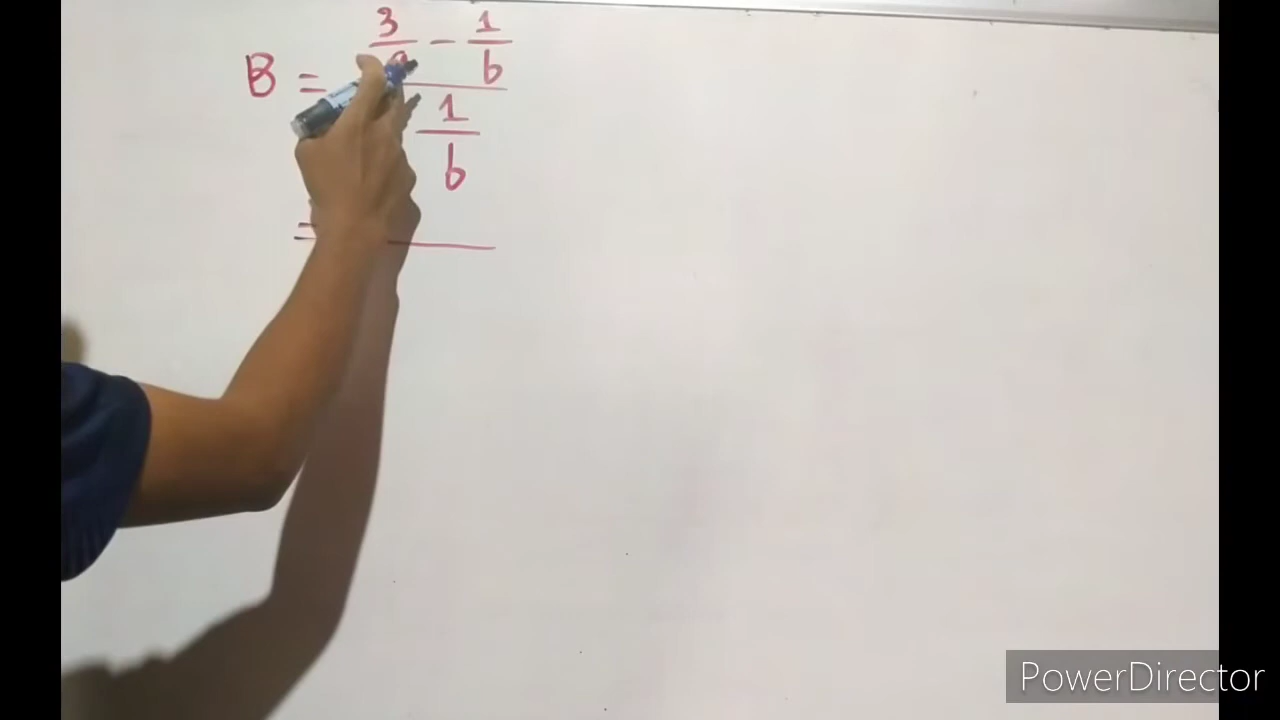 3 - 1
B = b
1
b
=
PowerDirector